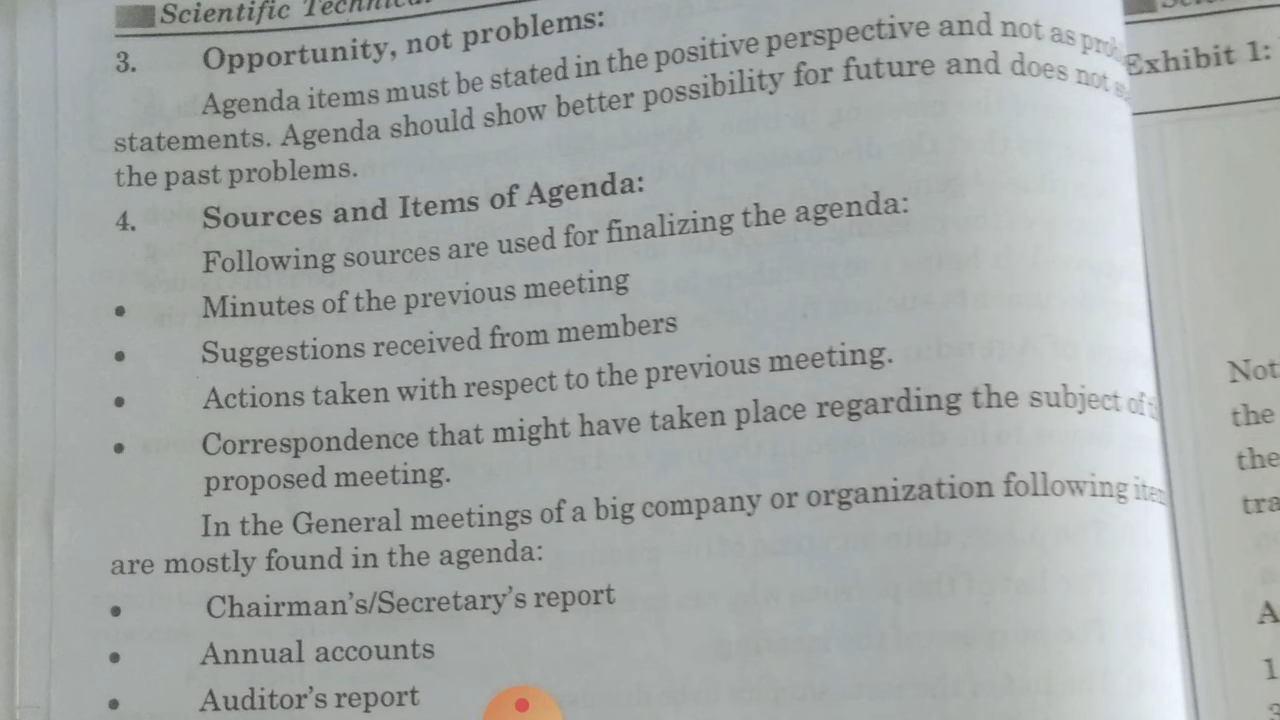 Scientific
3. Opportunity, not problems:
Agenda items must be stated in the positive perspective and not as
statements. Agenda should show better possibility for future and does not
the past problems.
4. Sources and Items of Agenda:
Following sources are used for finalizing the agenda:
• Minutes of the previous meeting
• Suggestions received from members
• Actions taken with respect to the previous meeting.
• Correspondence that might have taken place regarding the subject of
proposed meeting.
In the General meetings of a big company or organization following
are mostly found in the agenda:
• Chairman's/Secretary's report
• Annual accounts
• Auditor's report
Exhibit 1:
Not
the
the
tra
A
1